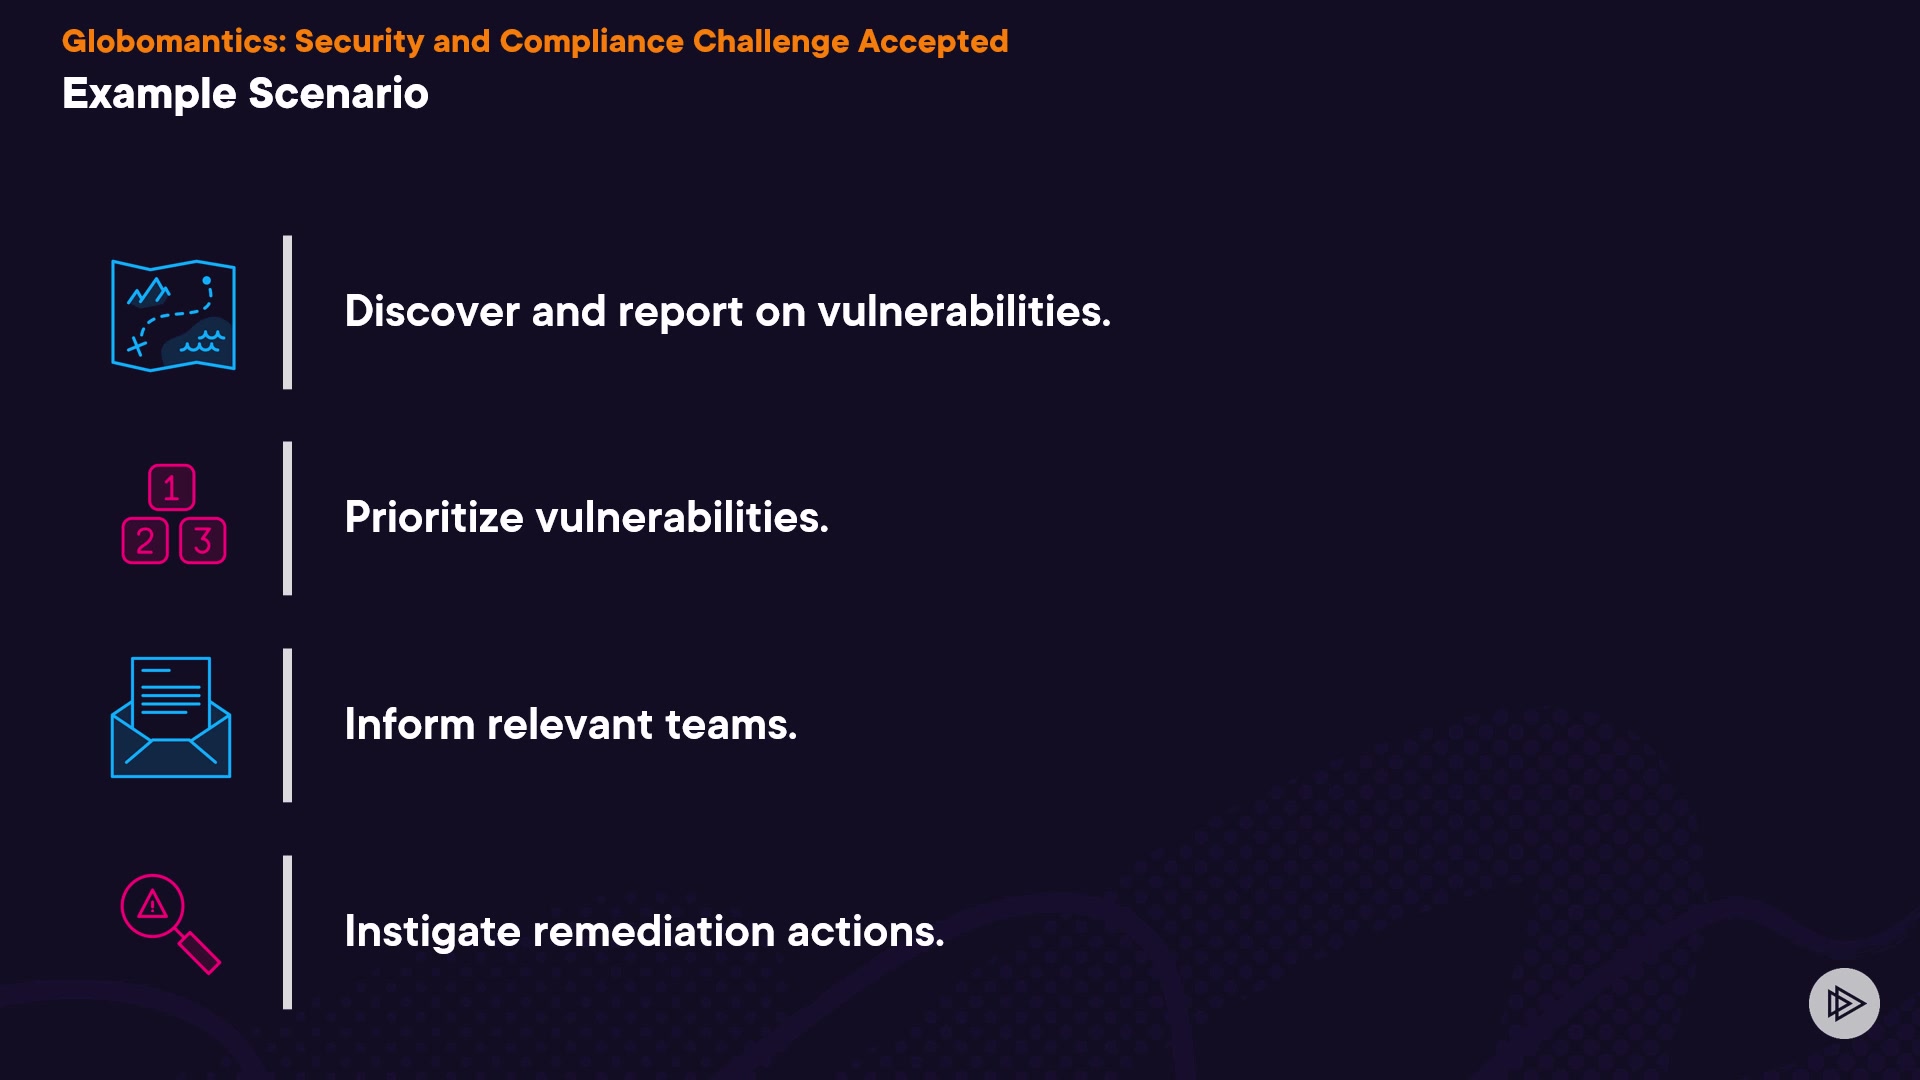 Globomantics: Security and Compliance Challenge Accepted
Example Scenario
Discover and report on vulnerabilities.
1
2 3
Prioritize vulnerabilities.
Inform relevant teams.
!
Instigate remediation actions.